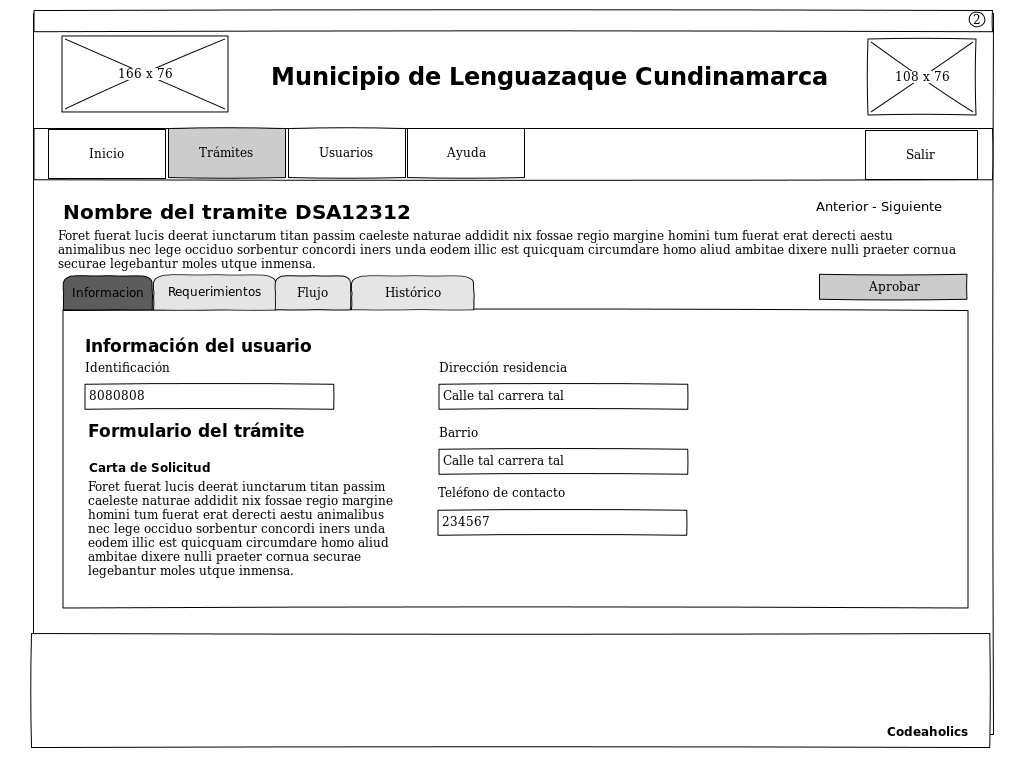 2
166 x 76
Municipio de Lenguazaque Cundinamarca
108 x 76
Inicio
Trámites
Usuarios
Ayuda
Salir
Nombre del tramite DSA12312
Anterior - Siguiente
Foret fuerat lucis deerat iunctarum titan passim caeleste naturae addidit nix fossae regio margine homini tum fuerat erat derecti aestu
animalibus nec lege occiduo sorbentur concordi iners unda eodem illic est quicquam circumdare homo aliud ambitae dixere nulli praeter cornua
securae legebantur moles utque inmensa.
Informacion
Requerimientos
Flujo
Histórico
Aprobar
Información del usuario
Identificación
8080808
Dirección residencia
Calle tal carrera tal
Formulario del trámite
Barrio
Calle tal carrera tal
Carta de Solicitud
Foret fuerat lucis deerat iunctarum titan passim
caeleste naturae addidit nix fossae regio margine
homini tum fuerat erat derecti aestu animalibus
nec lege occiduo sorbentur concordi iners unda
eodem illic est quicquam circumdare homo aliud
ambitae dixere nulli praeter cornua securae
legebantur moles utque inmensa.
Teléfono de contacto
234567
Codeaholics